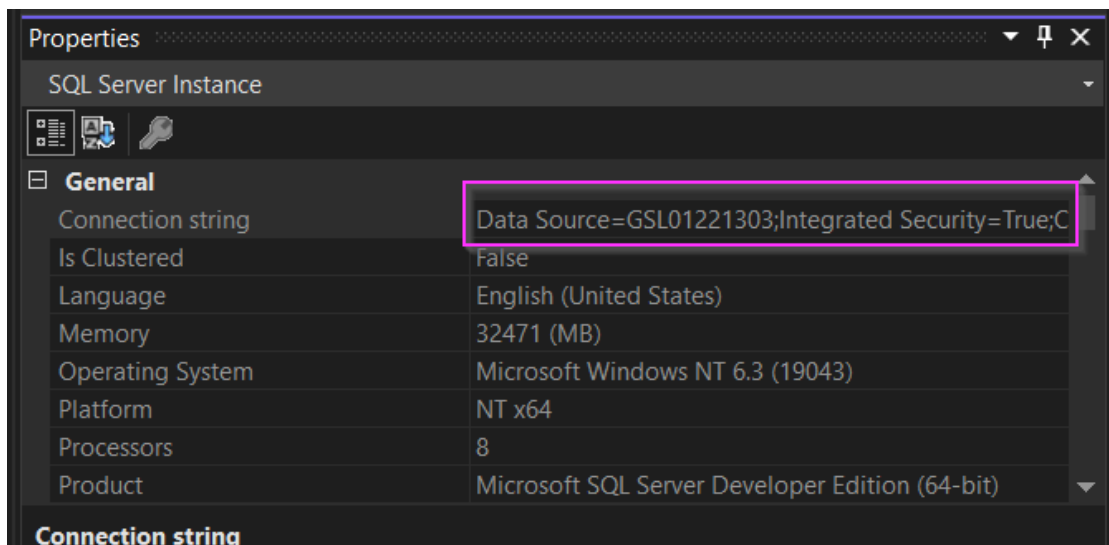 Properties
SQL Server Instance
General
Connection string Data Source=GSL01221303;Integrated Security=True;C
Is Clustered False
Language English (United States)
Memory 32471 (MB)
Operating System Microsoft Windows NT 6.3 (19043)
Platform NT x64
Processors 8
Product Microsoft SQL Server Developer Edition (64-bit)
Connection string